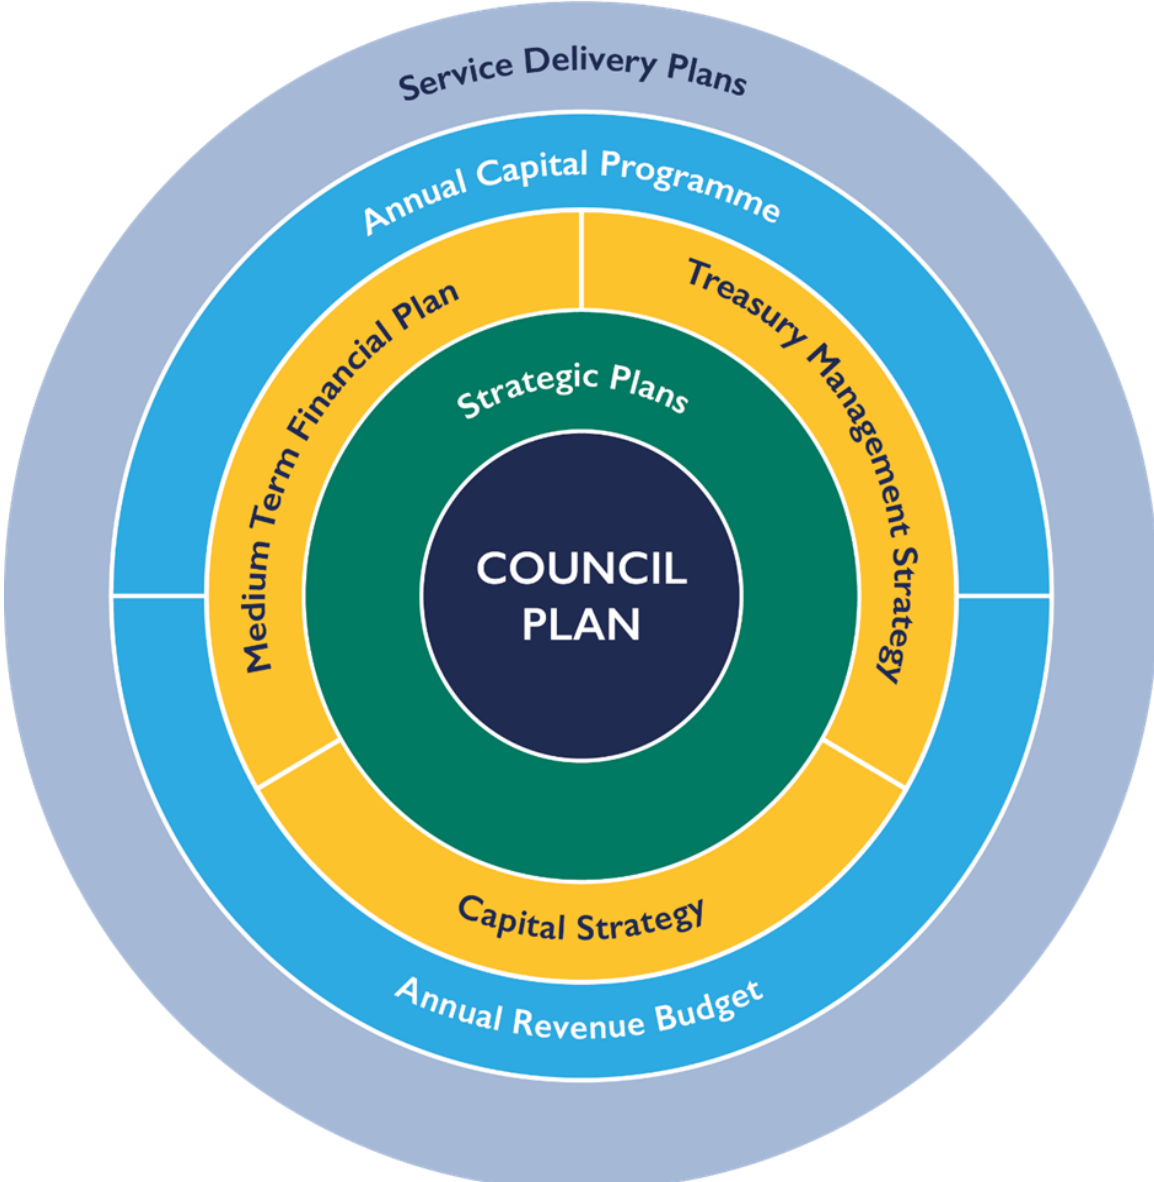 Service Delivery Plans
Annual Capital Programme
Medium Term Financial Plan
Treasury Management Strategy
Strategic Plans
COUNCIL
PLAN
Capital Strategy
Annual Revenue Budget